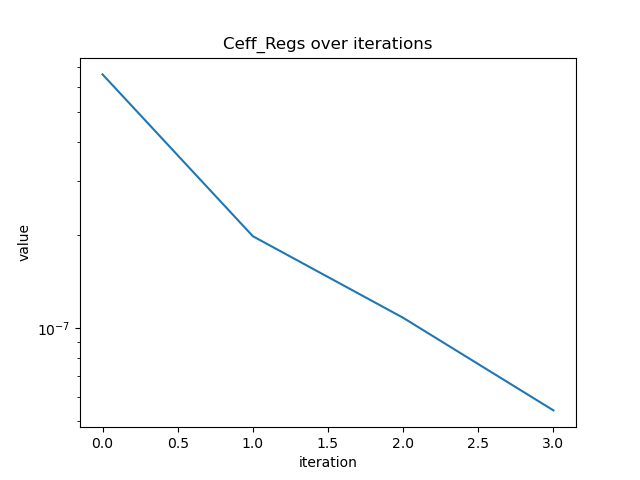 Ceff_Regs over iterations
value
10⁻⁷
0.0 0.5 1.0 1.5 2.0 2.5 3.0
iteration